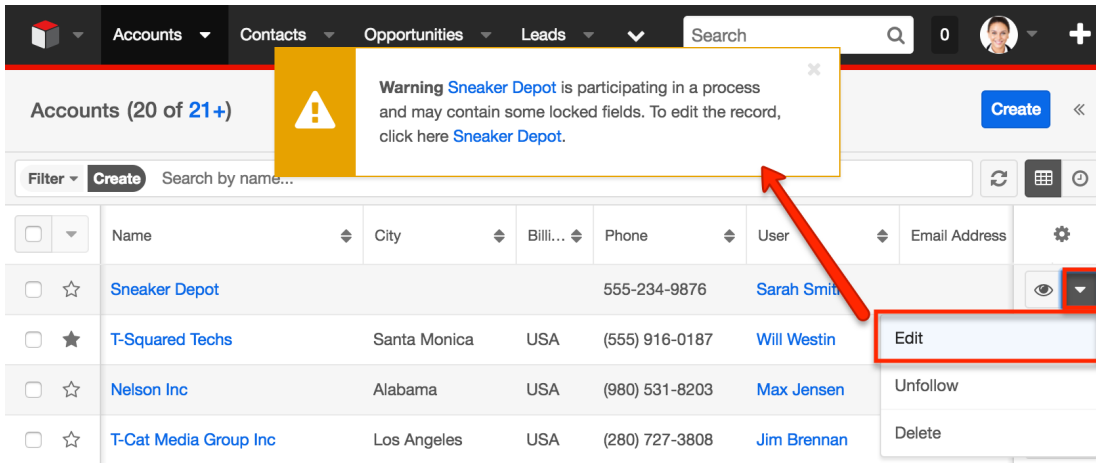 Accounts Contacts Opportunities Leads Search 0
Warning Sneaker Depot is participating in a process
and may contain some locked fields. To edit the record,
click here Sneaker Depot.
Accounts (20 of 21+) Create
Filter Create Search by name...
Name City Billi... Phone User Email Address
Sneaker Depot 555-234-9876 Sarah Smith
T-Squared Techs Santa Monica USA (555) 916-0187 Will Westin
Edit
Nelson Inc Alabama USA (980) 531-8203 Max Jensen
Unfollow
T-Cat Media Group Inc Los Angeles USA (280) 727-3808 Jim Brennan
Delete